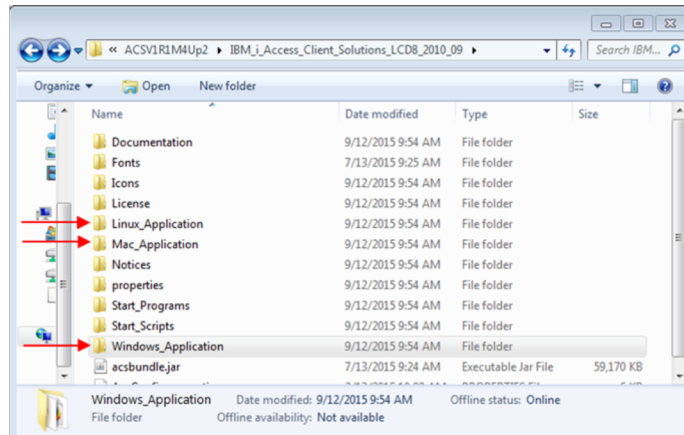 « ACSV1R1M4Up2 ▸ IBM_i_Access_Client_Solutions_LCD8_2010_09 ▸ Search IBM...
Organize Open New folder
Name Date modified Type Size
Documentation 9/12/2015 9:54 AM File folder
Fonts 7/13/2015 9:25 AM File folder
Icons 9/12/2015 9:54 AM File folder
License 9/12/2015 9:54 AM File folder
Linux_Application 9/12/2015 9:54 AM File folder
Mac_Application 9/12/2015 9:54 AM File folder
Notices 9/12/2015 9:54 AM File folder
properties 9/12/2015 9:54 AM File folder
Start_Programs 9/12/2015 9:54 AM File folder
Start_Scripts 9/12/2015 9:54 AM File folder
Windows_Application 9/12/2015 9:54 AM File folder
acsbundle.jar 7/13/2015 9:24 AM Executable Jar File 59,170 KB
Windows_Application Date modified: 9/12/2015 9:54 AM Offline status: Online
File folder Offline availability: Not available